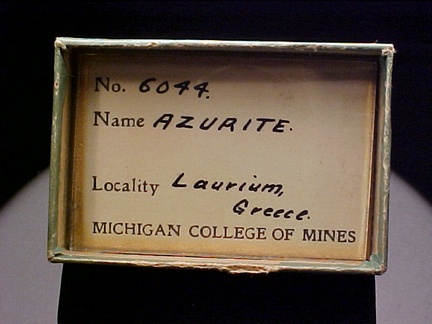 No. 6044.
Name AZURITE.
Locality Laurium,
Greece.
MICHIGAN COLLEGE OF MINES